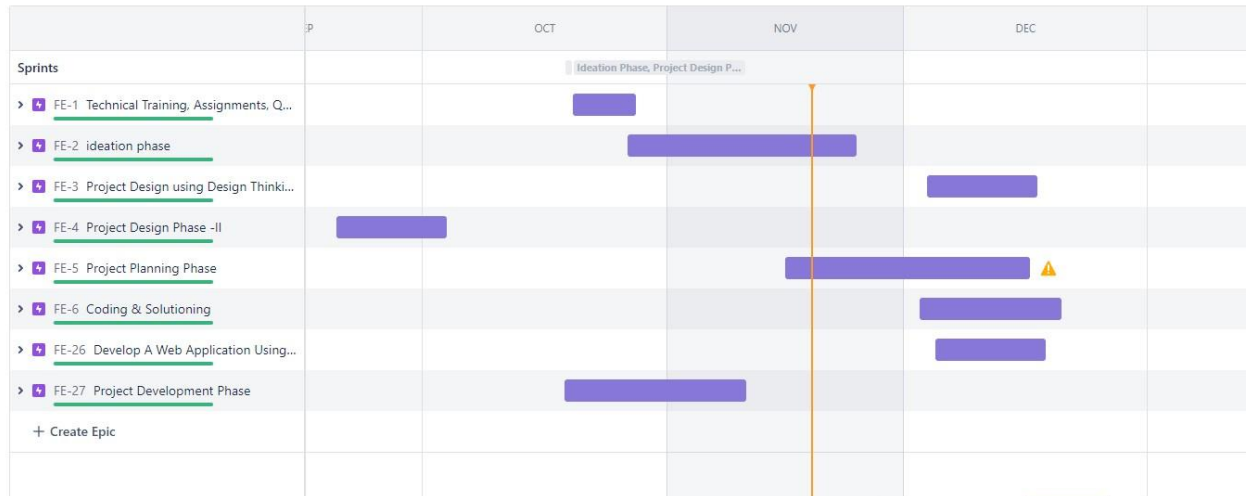 OCT
NOV
DEC
Sprints
Ideation Phase, Project Design P...
FE-1 Technical Training, Assignments, Q...
FE-2 ideation phase
FE-3 Project Design using Design Thinki...
FE-4 Project Design Phase -II
FE-5 Project Planning Phase
FE-6 Coding & Solutioning
FE-26 Develop A Web Application Using...
FE-27 Project Development Phase
+ Create Epic